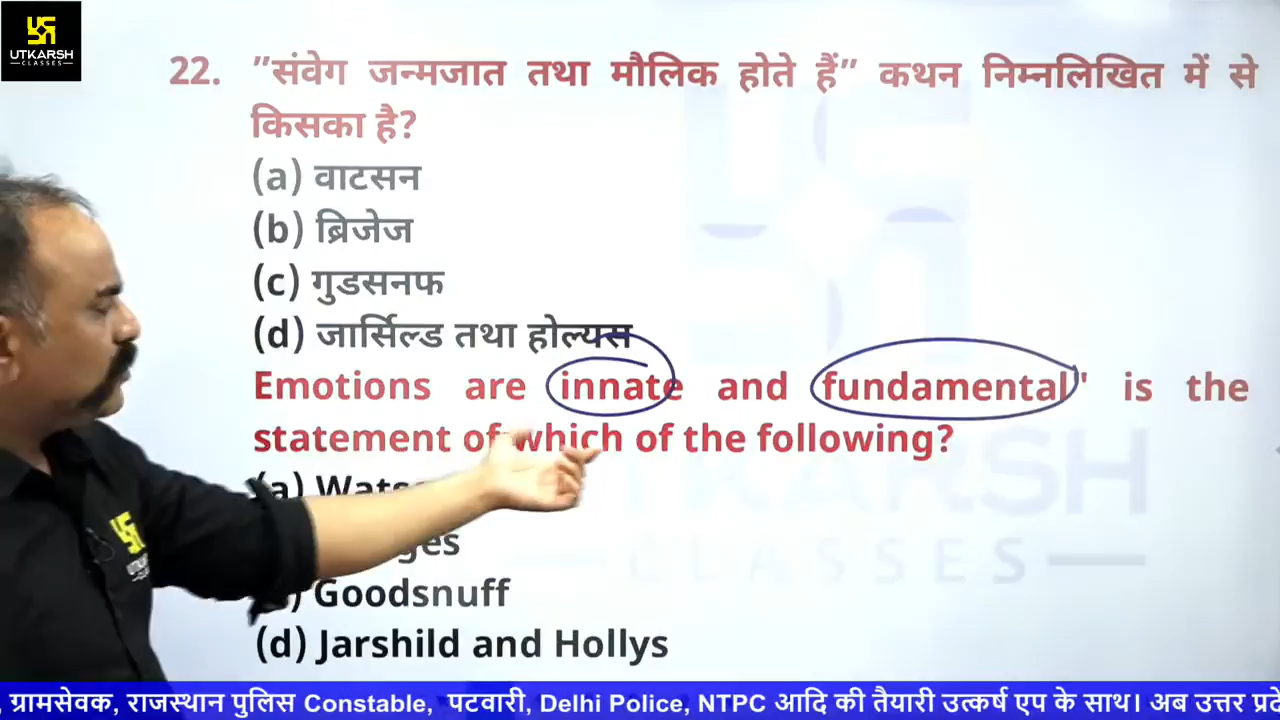 UTKARSH
CLASSES
22. "संवेग जन्मजात तथा मौलिक होते हैं" कथन निम्नलिखित में से
किसका है?
(a) वाटसन
(b) ब्रिजेज
(c) गुडसनफ
(d) जार्सिल्ड तथा होल्यस
Emotions are innate and fundamental" is the
statement of which of the following?
(a)
Goodsnuff
(d) Jarshild and Hollys
UTKARSH
CLASSES
, ग्रामसेवक, राजस्थान पुलिस Constable, पटवारी, Delhi Police, NTPC आदि की तैयारी उत्कर्ष एप के साथ। अब उत्तर